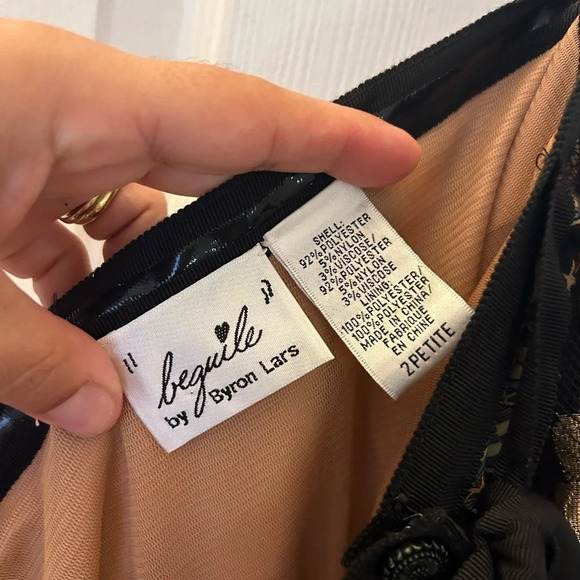 beguile
by Byron Lars
SHELL:
92%POLYESTER
5%NYLON
3%VISCOSE/
92%POLYESTER
5%NYLON
3%VISCOSE
LINING:
100%POLYESTER/
100%POLYESTER
MADE IN CHINA/
FABRIQUE
EN CHINE
2PETITE